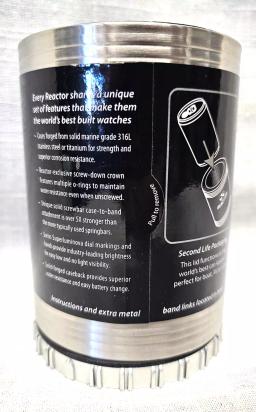 Every Reactor shares a unique
set of features that make them
the world's best built watches
• Cases forged from solid marine grade 316L
stainless steel or titanium for strength and
superior corrosion resistance.
• Reactor exclusive screw-down crown
features multiple o-rings to maintain
water resistance even when unscrewed.
• Unique solid screwbar case-to-band
attachment is over 5X stronger than
the more typically used springbars.
• Swiss Superluminova dial markings and
hands provide industry-leading brightness
in low and no light visibility.
• Solid forged caseback provides superior
water resistance and easy battery change.
Instructions and extra metal
Pull to remove
Second Life Packaging
This lid functions
world's best can
perfect for boat,
band links located